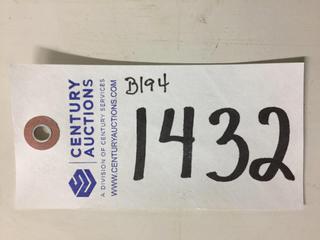 CENTURY
AUCTIONS
A DIVISION OF CENTURY SERVICES
WWW.CENTURYAUCTIONS.COM
B194
1432